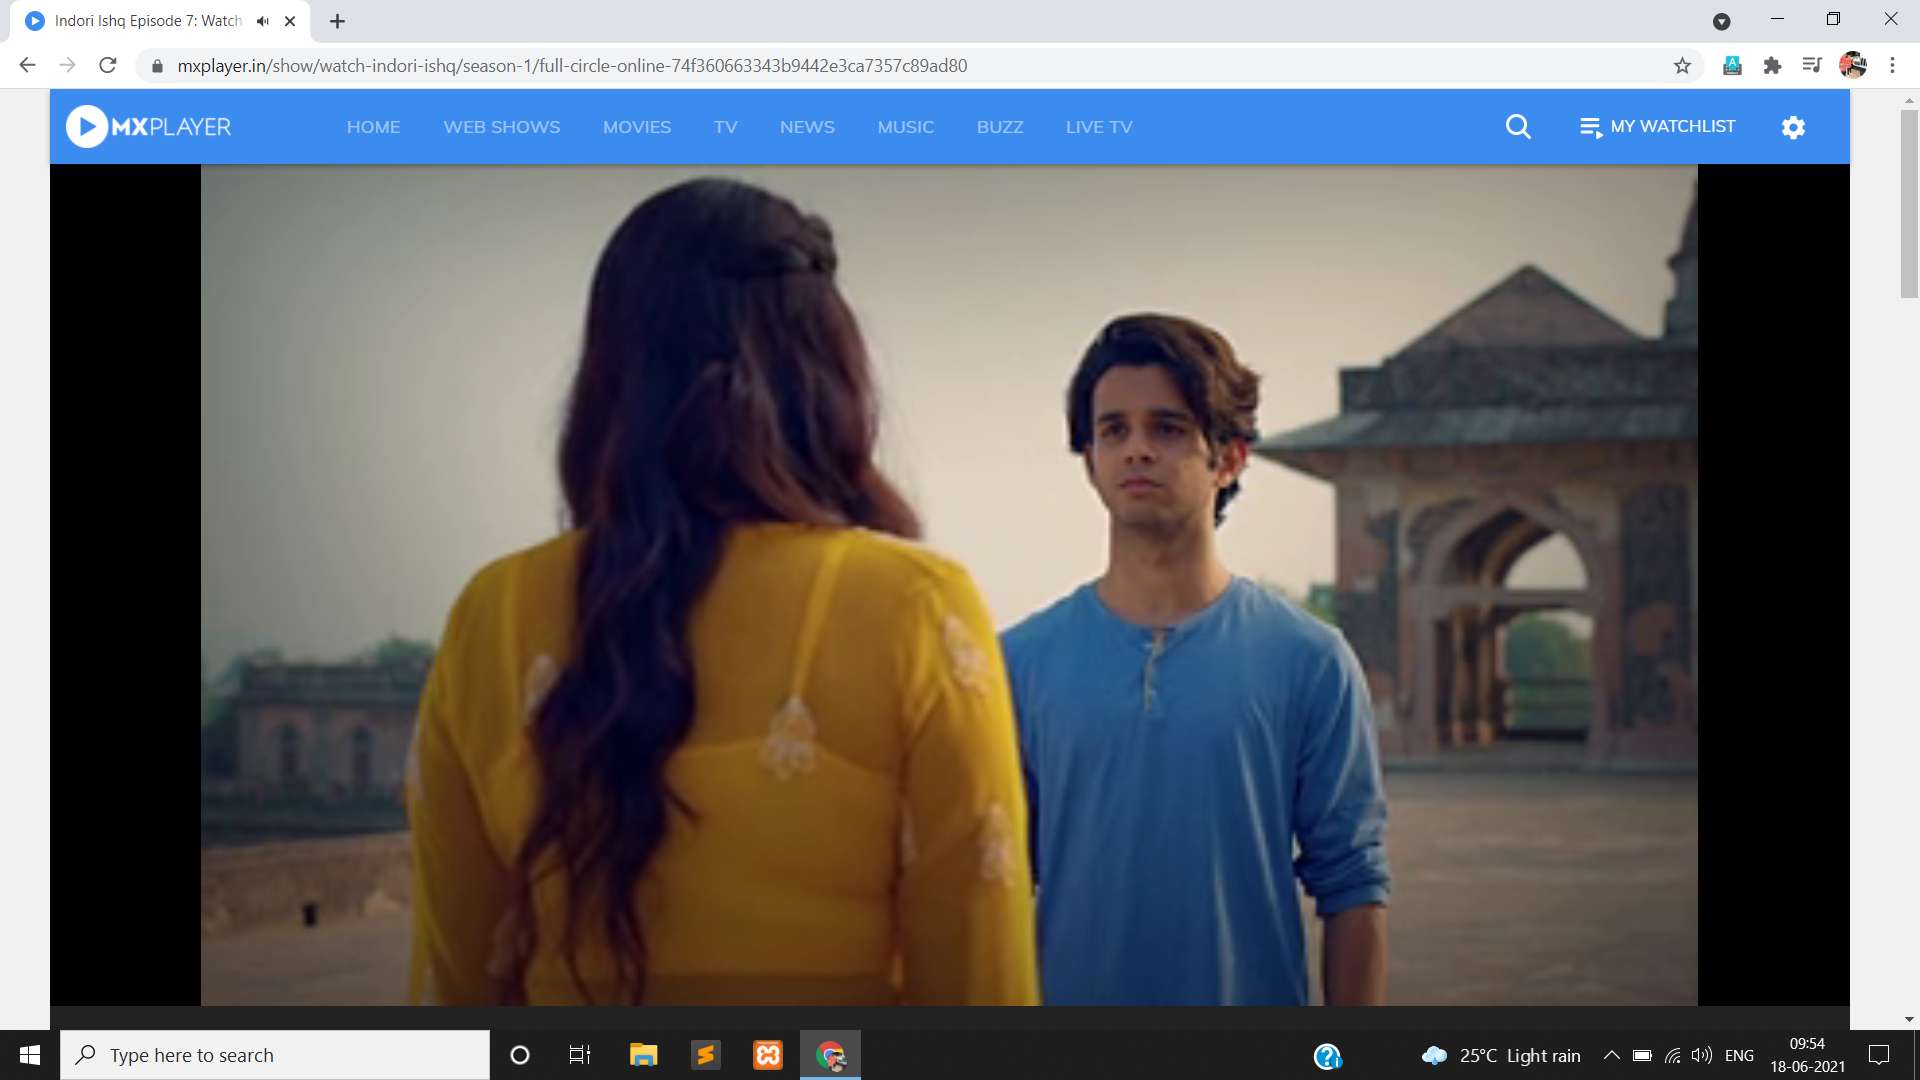 Indori Ishq Episode 7: Watch
mxplayer.in/show/watch-indori-ishq/season-1/full-circle-online-74f360663343b9442e3ca7357c89ad80
MXPLAYER HOME WEB SHOWS MOVIES TV NEWS MUSIC BUZZ LIVE TV MY WATCHLIST
Type here to search 25°C Light rain ENG 09:54
18-06-2021